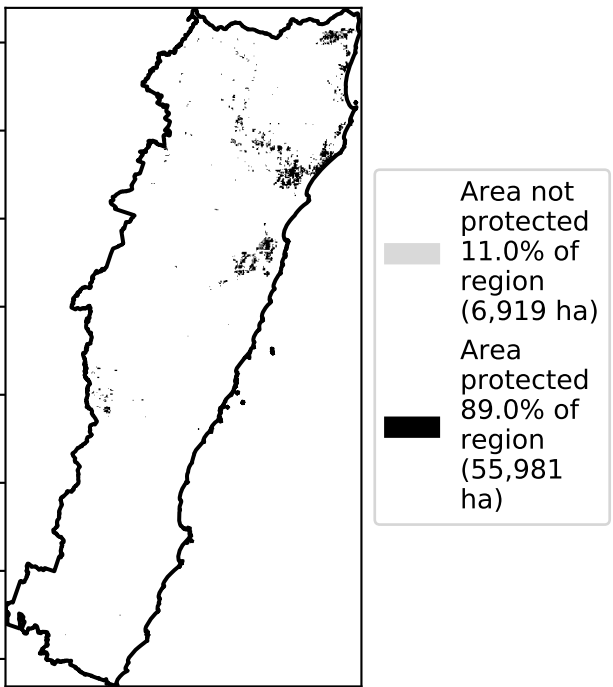 Area not
protected
11.0% of
region
(6,919 ha)
Area
protected
89.0% of
region
(55,981
ha)